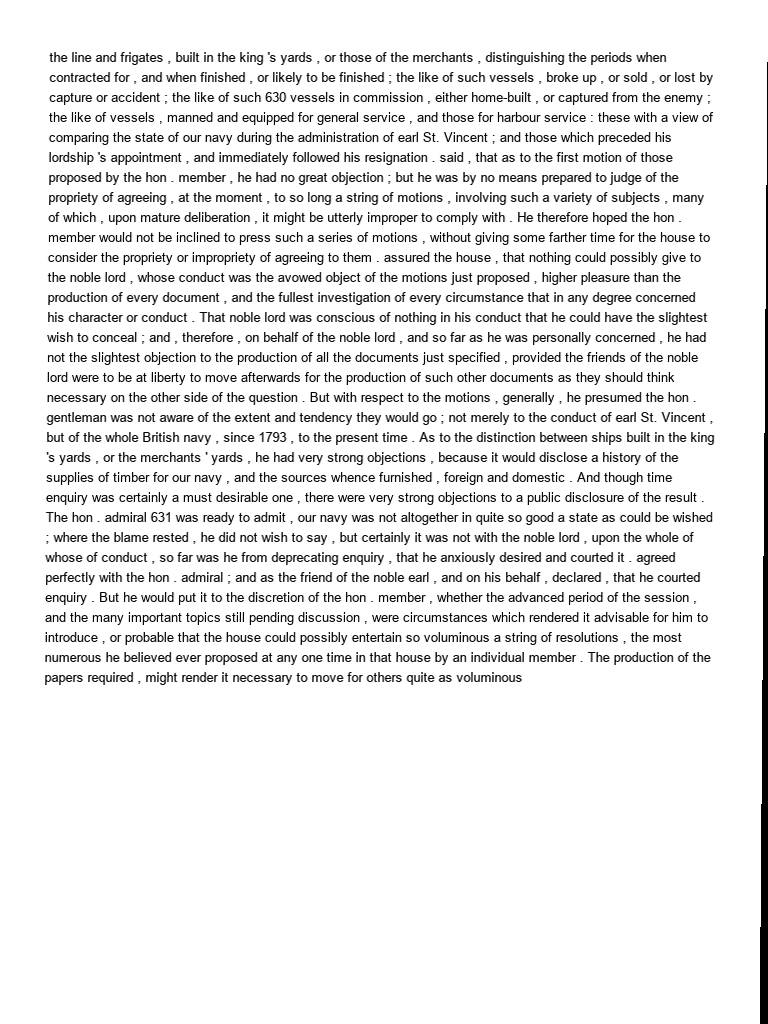 the line and frigates , built in the king 's yards , or those of the merchants , distinguishing the periods when
contracted for , and when finished , or likely to be finished ; the like of such vessels , broke up , or sold , or lost by
capture or accident ; the like of such 630 vessels in commission , either home-built , or captured from the enemy ;
the like of vessels , manned and equipped for general service , and those for harbour service : these with a view of
comparing the state of our navy during the administration of earl St. Vincent ; and those which preceded his
lordship 's appointment , and immediately followed his resignation . said , that as to the first motion of those
proposed by the hon . member , he had no great objection ; but he was by no means prepared to judge of the
propriety of agreeing , at the moment , to so long a string of motions , involving such a variety of subjects , many
of which , upon mature deliberation , it might be utterly improper to comply with . He therefore hoped the hon .
member would not be inclined to press such a series of motions , without giving some farther time for the house to
consider the propriety or impropriety of agreeing to them . assured the house , that nothing could possibly give to
the noble lord , whose conduct was the avowed object of the motions just proposed , higher pleasure than the
production of every document , and the fullest investigation of every circumstance that in any degree concerned
his character or conduct . That noble lord was conscious of nothing in his conduct that he could have the slightest
wish to conceal ; and , therefore , on behalf of the noble lord , and so far as he was personally concerned , he had
not the slightest objection to the production of all the documents just specified , provided the friends of the noble
lord were to be at liberty to move afterwards for the production of such other documents as they should think
necessary on the other side of the question . But with respect to the motions , generally , he presumed the hon .
gentleman was not aware of the extent and tendency they would go ; not merely to the conduct of earl St. Vincent ,
but of the whole British navy , since 1793 , to the present time . As to the distinction between ships built in the king
's yards , or the merchants ' yards , he had very strong objections , because it would disclose a history of the
supplies of timber for our navy , and the sources whence furnished , foreign and domestic . And though time
enquiry was certainly a must desirable one , there were very strong objections to a public disclosure of the result .
The hon . admiral 631 was ready to admit , our navy was not altogether in quite so good a state as could be wished
; where the blame rested , he did not wish to say , but certainly it was not with the noble lord , upon the whole of
whose of conduct , so far was he from deprecating enquiry , that he anxiously desired and courted it . agreed
perfectly with the hon . admiral ; and as the friend of the noble earl , and on his behalf , declared , that he courted
enquiry . But he would put it to the discretion of the hon . member , whether the advanced period of the session ,
and the many important topics still pending discussion , were circumstances which rendered it advisable for him to
introduce , or probable that the house could possibly entertain so voluminous a string of resolutions , the most
numerous he believed ever proposed at any one time in that house by an individual member . The production of the
papers required , might render it necessary to move for others quite as voluminous